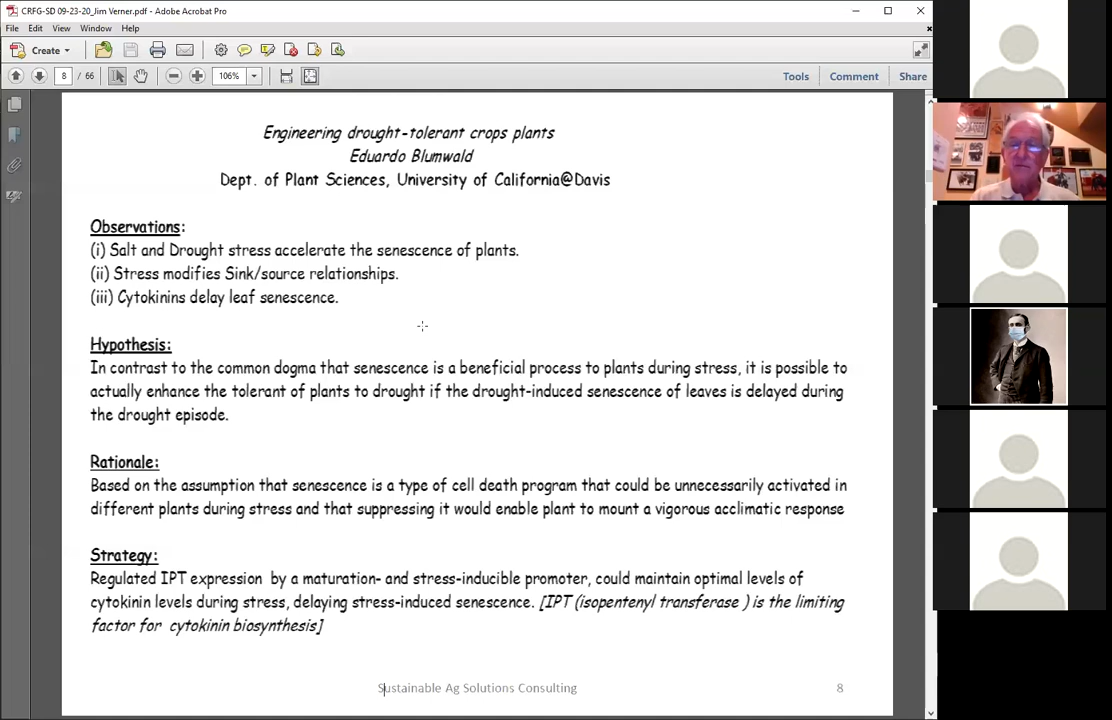 CRFG-SD 09-23-20_Jim Verner.pdf - Adobe Acrobat Pro
File Edit View Window Help
Create
8 / 66 106% Tools Comment Share
Engineering drought-tolerant crops plants
Eduardo Blumwald
Dept. of Plant Sciences, University of California@Davis
Observations:
(i) Salt and Drought stress accelerate the senescence of plants.
(ii) Stress modifies Sink/source relationships.
(iii) Cytokinins delay leaf senescence.
Hypothesis:
In contrast to the common dogma that senescence is a beneficial process to plants during stress, it is possible to
actually enhance the tolerant of plants to drought if the drought-induced senescence of leaves is delayed during
the drought episode.
Rationale:
Based on the assumption that senescence is a type of cell death program that could be unnecessarily activated in
different plants during stress and that suppressing it would enable plant to mount a vigorous acclimatic response
Strategy:
Regulated IPT expression by a maturation- and stress-inducible promoter, could maintain optimal levels of
cytokinin levels during stress, delaying stress-induced senescence. [IPT (isopentenyl transferase ) is the limiting
factor for cytokinin biosynthesis]
Sustainable Ag Solutions Consulting 8